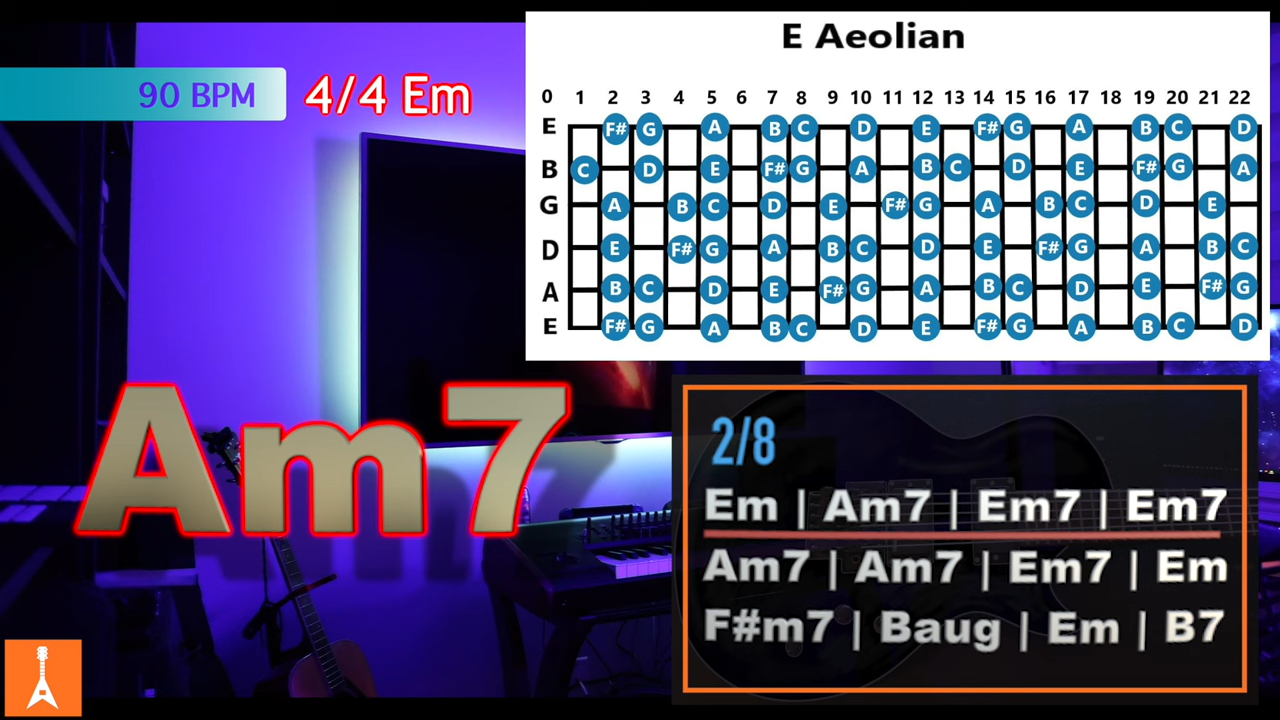 E Aeolian
90 BPM
4/4 Em
0 1 2 3 4 5 6 7 8 9 10 11 12 13 14 15 16 17 18 19 20 21 22
E F# G A B C D E F# G A B C D
B C D E F# G A B C D E F# G A
G A B C D E F# G A B C D E
D E F# G A B C D E F# G A B C
A B C D E F# G A B C D E F# G
E F# G A B C D E F# G A B C D
Am7
2/8
Em | Am7 | Em7 | Em7
Am7 | Am7 | Em7 | Em
F#m7 | Baug | Em | B7